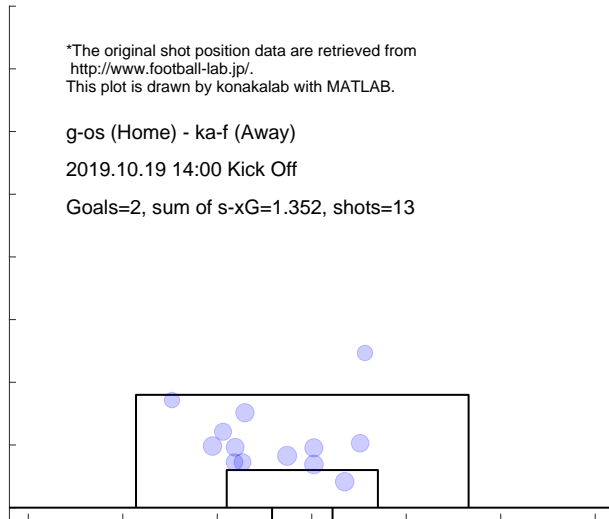 *The original shot position data are retrieved from
http://www.football-lab.jp/.
This plot is drawn by konakalab with MATLAB.
g-os (Home) - ka-f (Away)
2019.10.19 14:00 Kick Off
Goals=2, sum of s-xG=1.352, shots=13